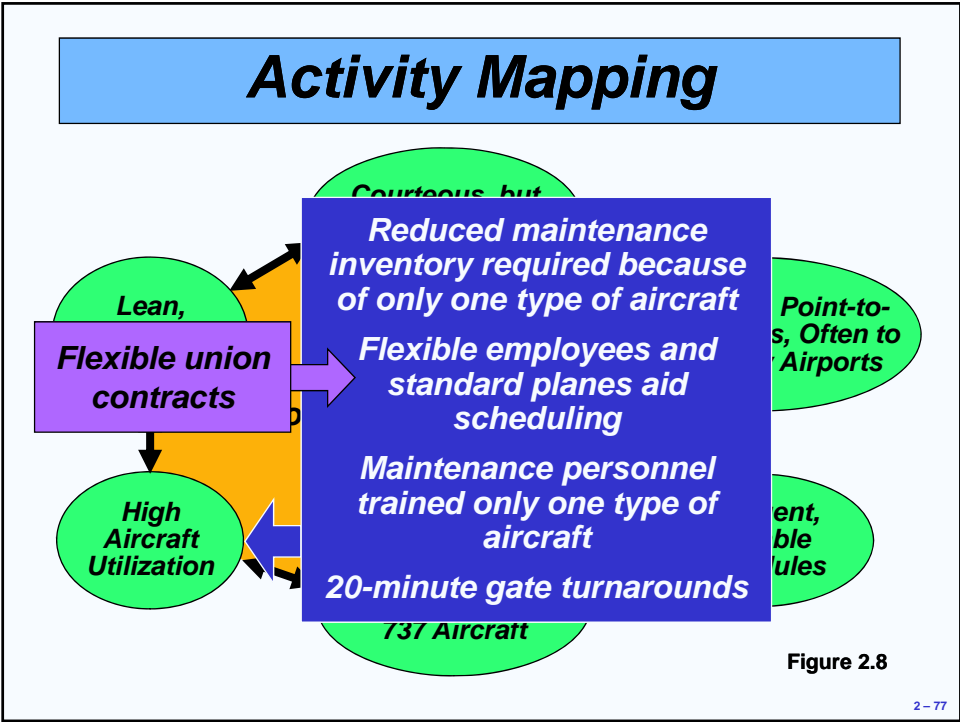 Activity Mapping
Courteous, but
Reduced maintenance
inventory required because
of only one type of aircraft
Flexible employees and
standard planes aid
scheduling
Maintenance personnel
trained only one type of
aircraft
20-minute gate turnarounds
Lean,
Flexible union
contracts
Point-to-
s, Often to
Airports
High
Aircraft
Utilization
ent,
ble
ules
737 Aircraft
Figure 2.8
2 – 77